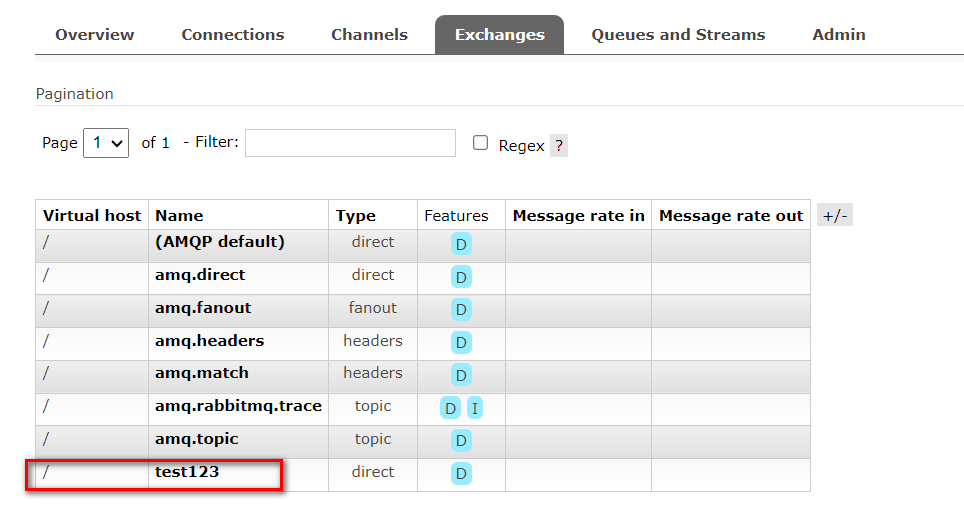 Overview Connections Channels Exchanges Queues and Streams Admin
Pagination
Page 1 of 1 - Filter: Regex ?
Virtual host Name Type Features Message rate in Message rate out +/-
/ (AMQP default) direct D
/ amq.direct direct D
/ amq.fanout fanout D
/ amq.headers headers D
/ amq.match headers D
/ amq.rabbitmq.trace topic D I
/ amq.topic topic D
/ test123 direct D